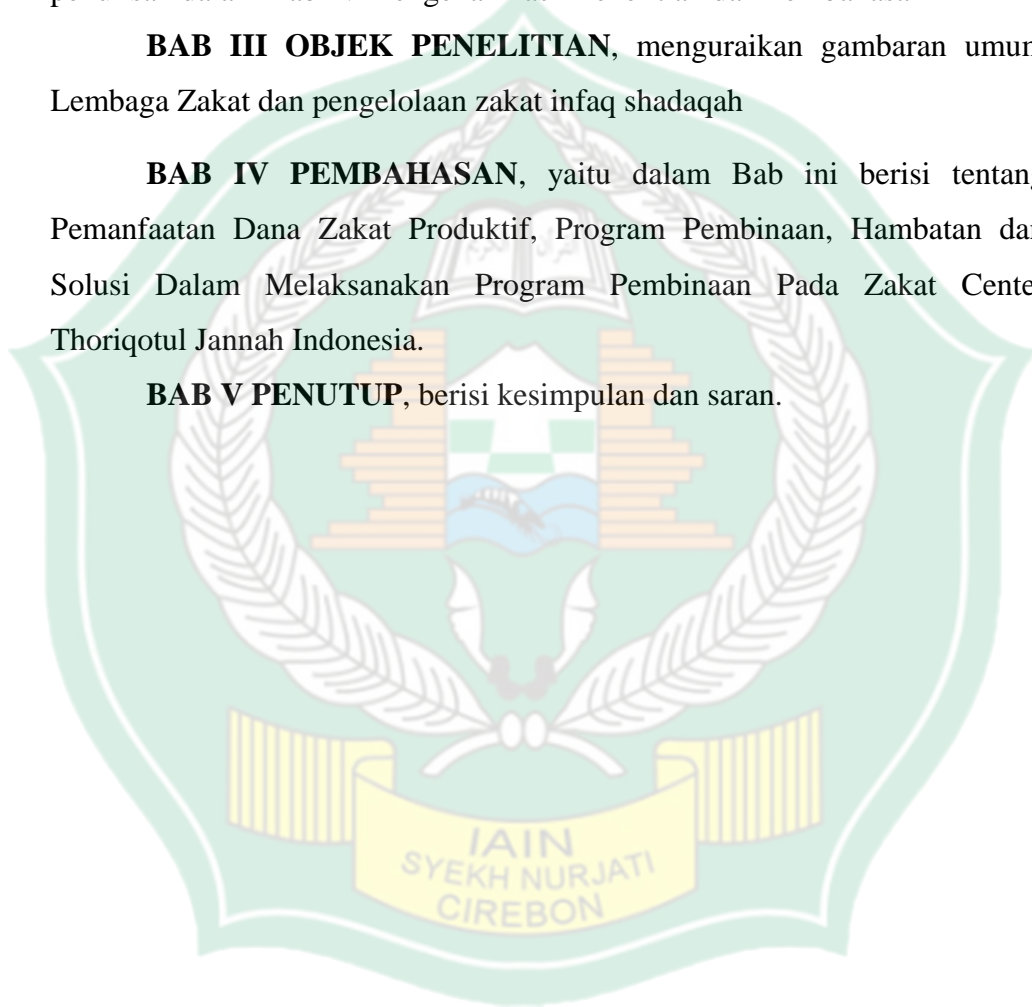 BAB III OBJEK PENELITIAN, menguraikan gambaran umum
Lembaga Zakat dan pengelolaan zakat infaq shadaqah
BAB IV PEMBAHASAN, yaitu dalam Bab ini berisi tentang
Pemanfaatan Dana Zakat Produktif, Program Pembinaan, Hambatan dan
Solusi Dalam Melaksanakan Program Pembinaan Pada Zakat Center
Thoriqotul Jannah Indonesia.
BAB V PENUTUP, berisi kesimpulan dan saran.
IAIN
SYEKH NURJATI
CIREBON